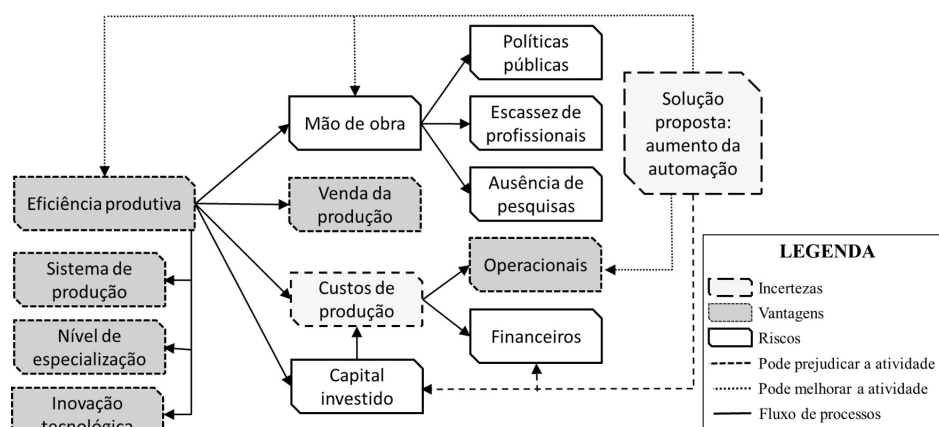 Políticas
públicas
Escassez de
profissionais
Ausência de
pesquisas
Mão de obra
Solução
proposta:
aumento da
automação
Eficiência produtiva
Venda da
produção
Sistema de
produção
Nível de
especialização
Inovação
tecnológica
Custos de
produção
Capital
investido
Operacionais
Financeiros
LEGENDA
Incertezas
Vantagens
Riscos
Pode prejudicar a atividade
Pode melhorar a atividade
Fluxo de processos